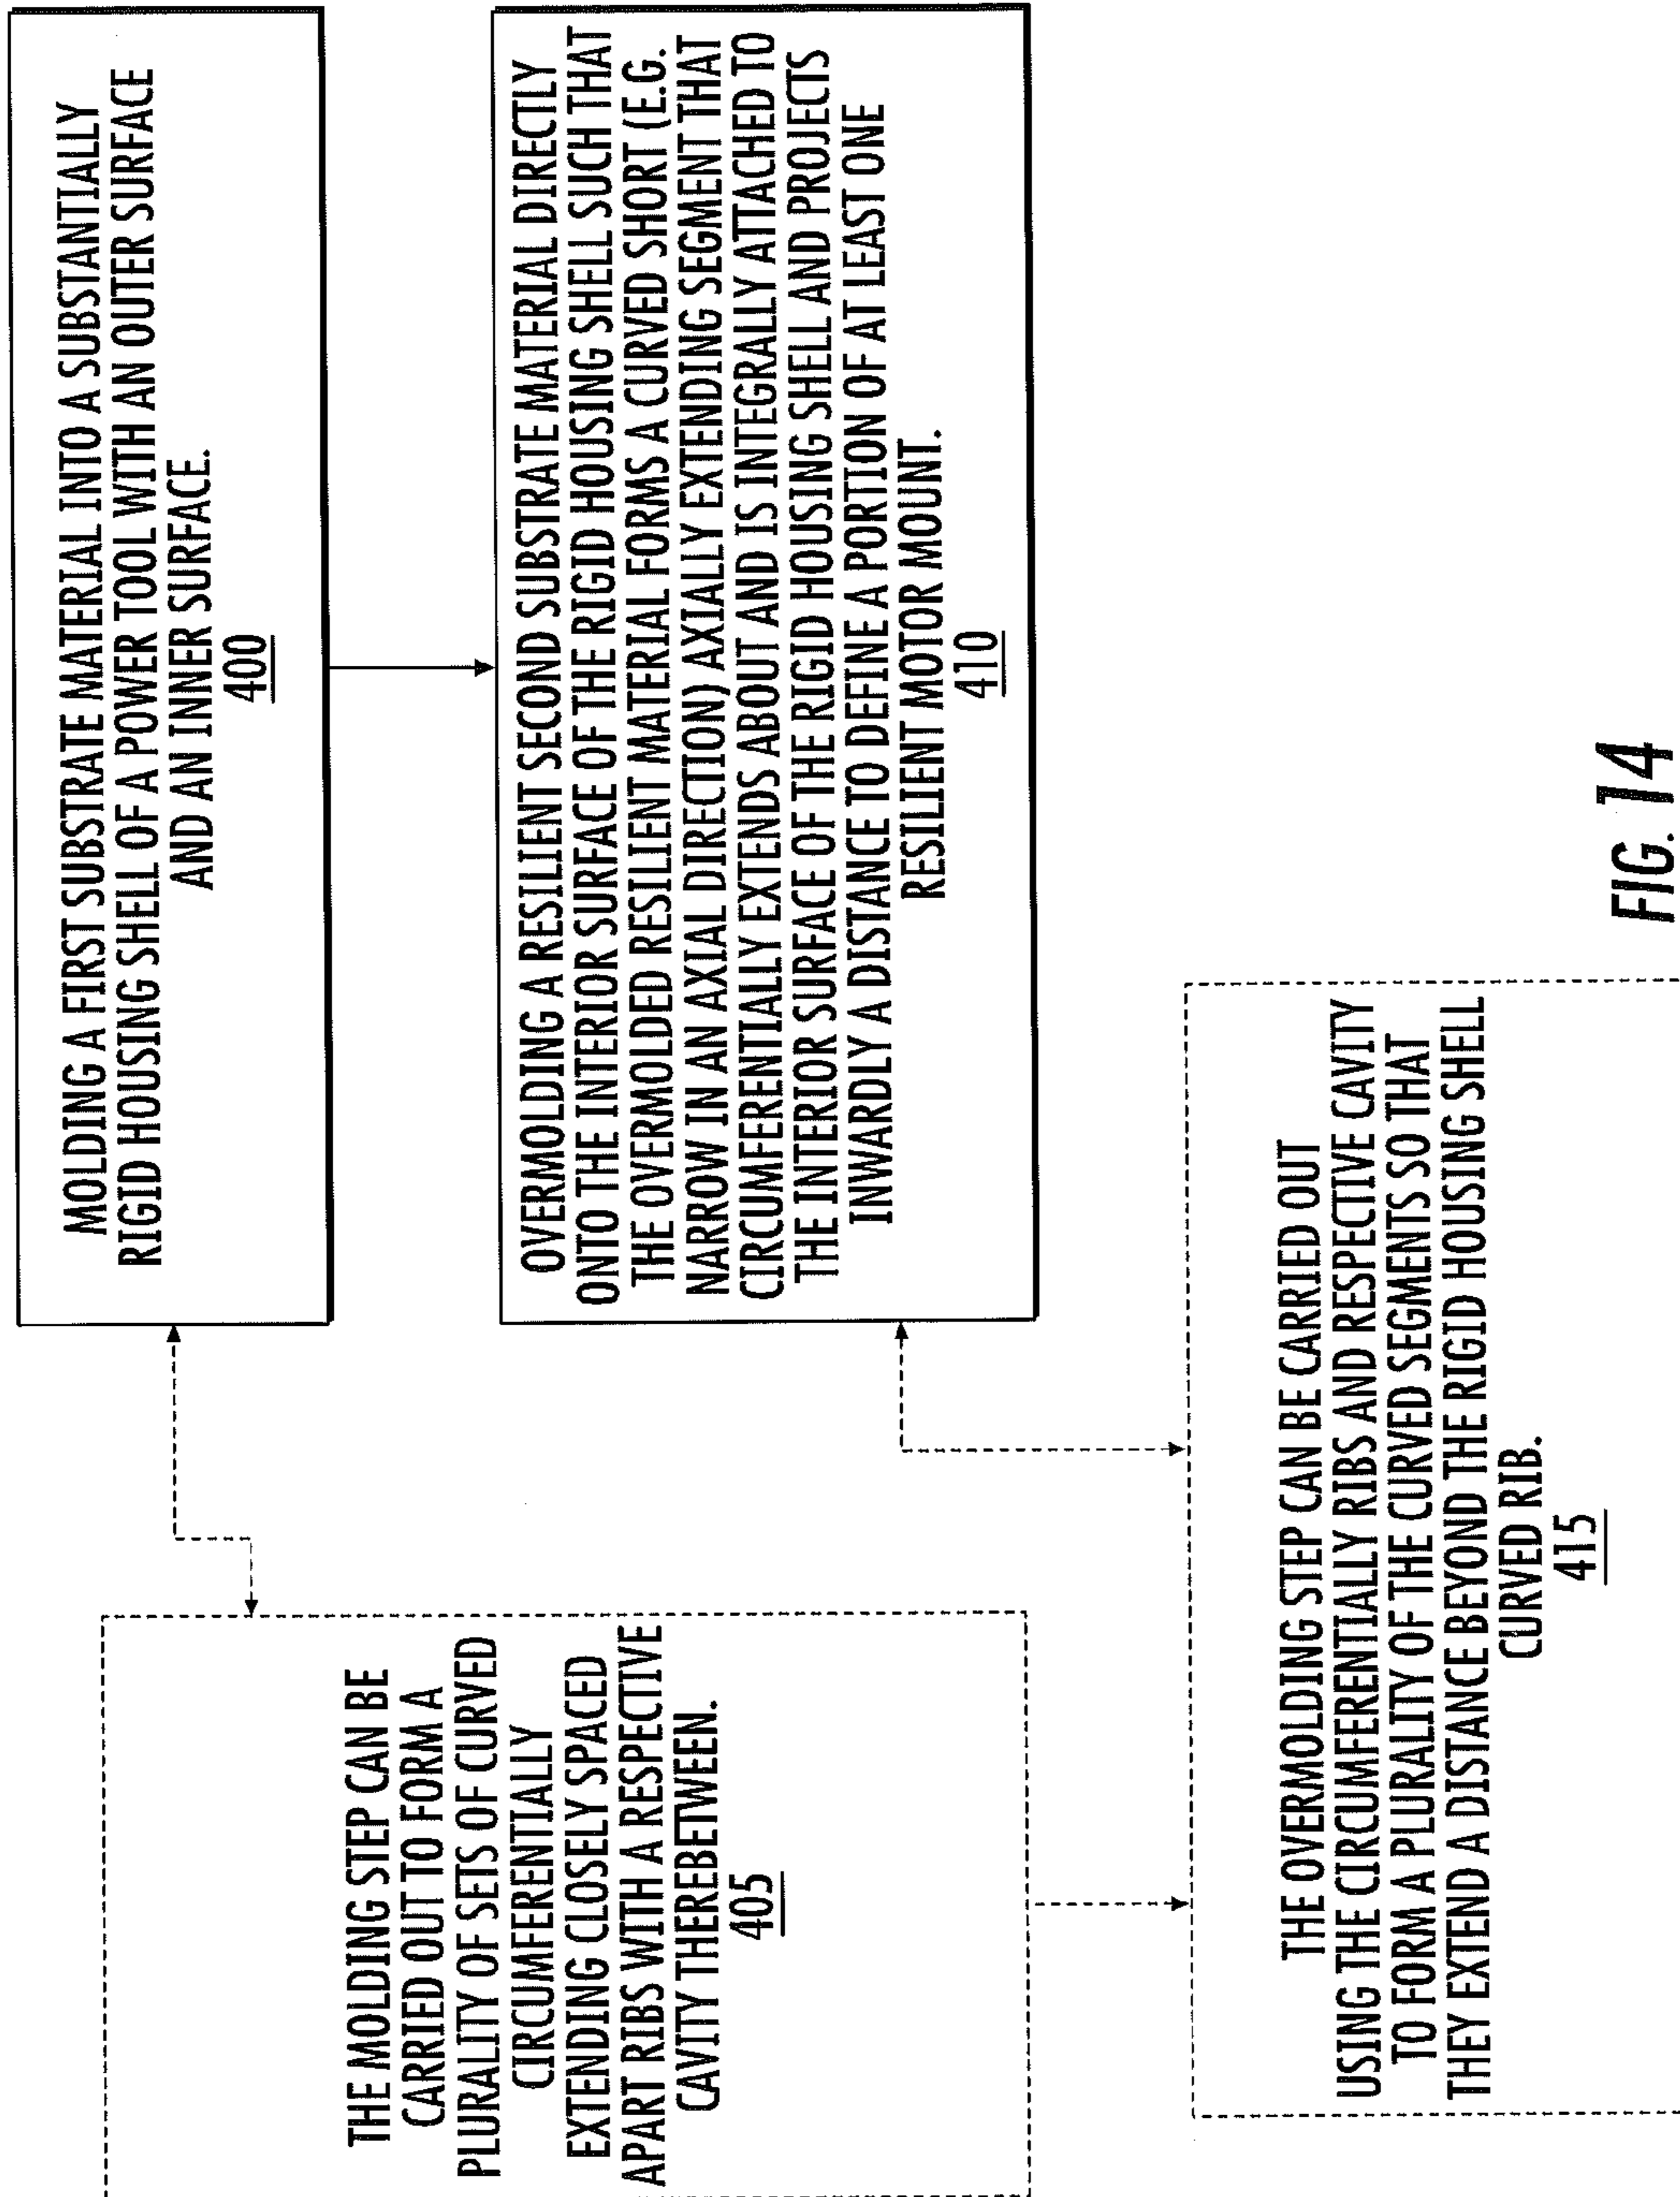 MOLDING A FIRST SUBSTRATE MATERIAL INTO A SUBSTANTIALLY
RIGID HOUSING SHELL OF A POWER TOOL WITH AN OUTER SURFACE
AND AN INNER SURFACE.
400
OVERMOLDING A RESILIENT SECOND SUBSTRATE MATERIAL DIRECTLY
ONTO THE INTERIOR SURFACE OF THE RIGID HOUSING SHELL SUCH THAT
THE OVERMOLDED RESILIENT MATERIAL FORMS A CURVED SHORT (E.G.
NARROW IN AN AXIAL DIRECTION) AXIALLY EXTENDING SEGMENT THAT
CIRCUMFERENTIALLY EXTENDS ABOUT AND IS INTEGRALLY ATTACHED TO
THE INTERIOR SURFACE OF THE RIGID HOUSING SHELL AND PROJECTS
INWARDLY A DISTANCE TO DEFINE A PORTION OF AT LEAST ONE
RESILIENT MOTOR MOUNT.
410
THE MOLDING STEP CAN BE
CARRIED OUT TO FORM A
PLURALITY OF SETS OF CURVED
CIRCUMFERENTIALLY
EXTENDING CLOSELY SPACED
APART RIBS WITH A RESPECTIVE
CAVITY THEREBETWEEN.
405
THE OVERMOLDING STEP CAN BE CARRIED OUT
USING THE CIRCUMFERENTIALLY RIBS AND RESPECTIVE CAVITY
TO FORM A PLURALITY OF THE CURVED SEGMENTS SO THAT
THEY EXTEND A DISTANCE BEYOND THE RIGID HOUSING SHELL
CURVED RIB.
415
FIG. 14